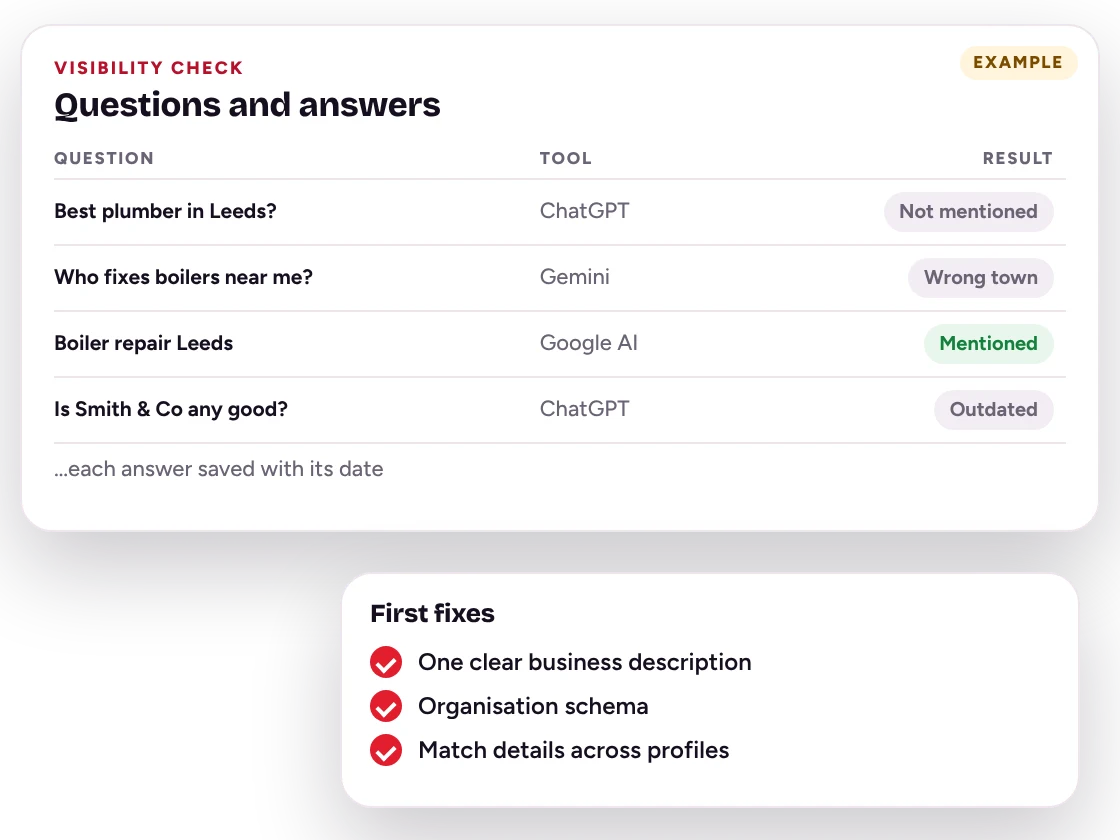 VISIBILITY CHECK
EXAMPLE
Questions and answers
QUESTION TOOL RESULT
Best plumber in Leeds? ChatGPT Not mentioned
Who fixes boilers near me? Gemini Wrong town
Boiler repair Leeds Google AI Mentioned
Is Smith & Co any good? ChatGPT Outdated
...each answer saved with its date
First fixes
One clear business description
Organisation schema
Match details across profiles